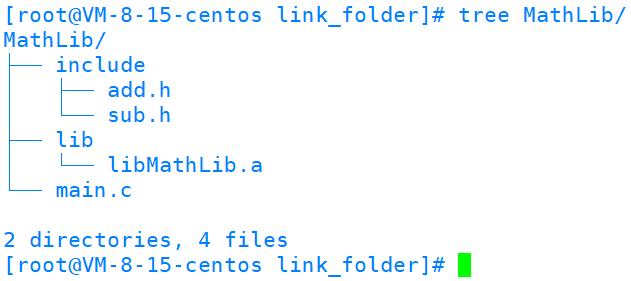 [root@VM-8-15-centos link_folder]# tree MathLib/
MathLib/
├── include
│   ├── add.h
│   └── sub.h
├── lib
│   └── libMathLib.a
└── main.c
2 directories, 4 files
[root@VM-8-15-centos link_folder]#